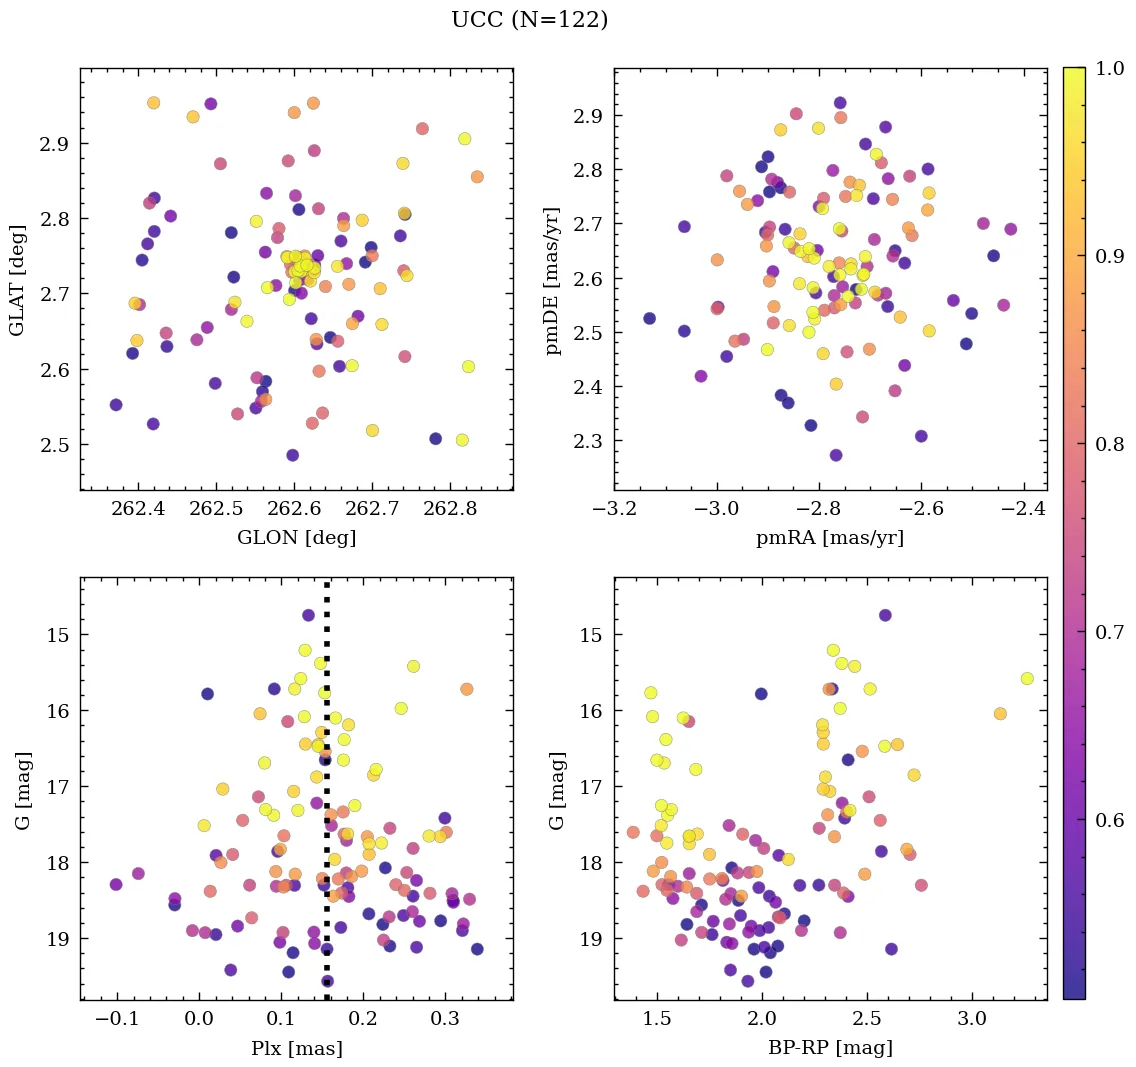 UCC (N=122)
2.9
2.8
2.7
2.6
2.5
GLAT [deg]
262.4 262.5 262.6 262.7 262.8
GLON [deg]
2.9
2.8
2.7
2.6
2.5
2.4
2.3
pmDE [mas/yr]
−3.2 −3.0 −2.8 −2.6 −2.4
pmRA [mas/yr]
1.0
0.9
0.8
0.6
15
16
17
18
19
G [mag]
−0.1 0.0 0.1 0.2 0.3
Plx [mas]
15
16
17
18
19
G [mag]
1.5 2.0 2.5 3.0
BP-RP [mag]